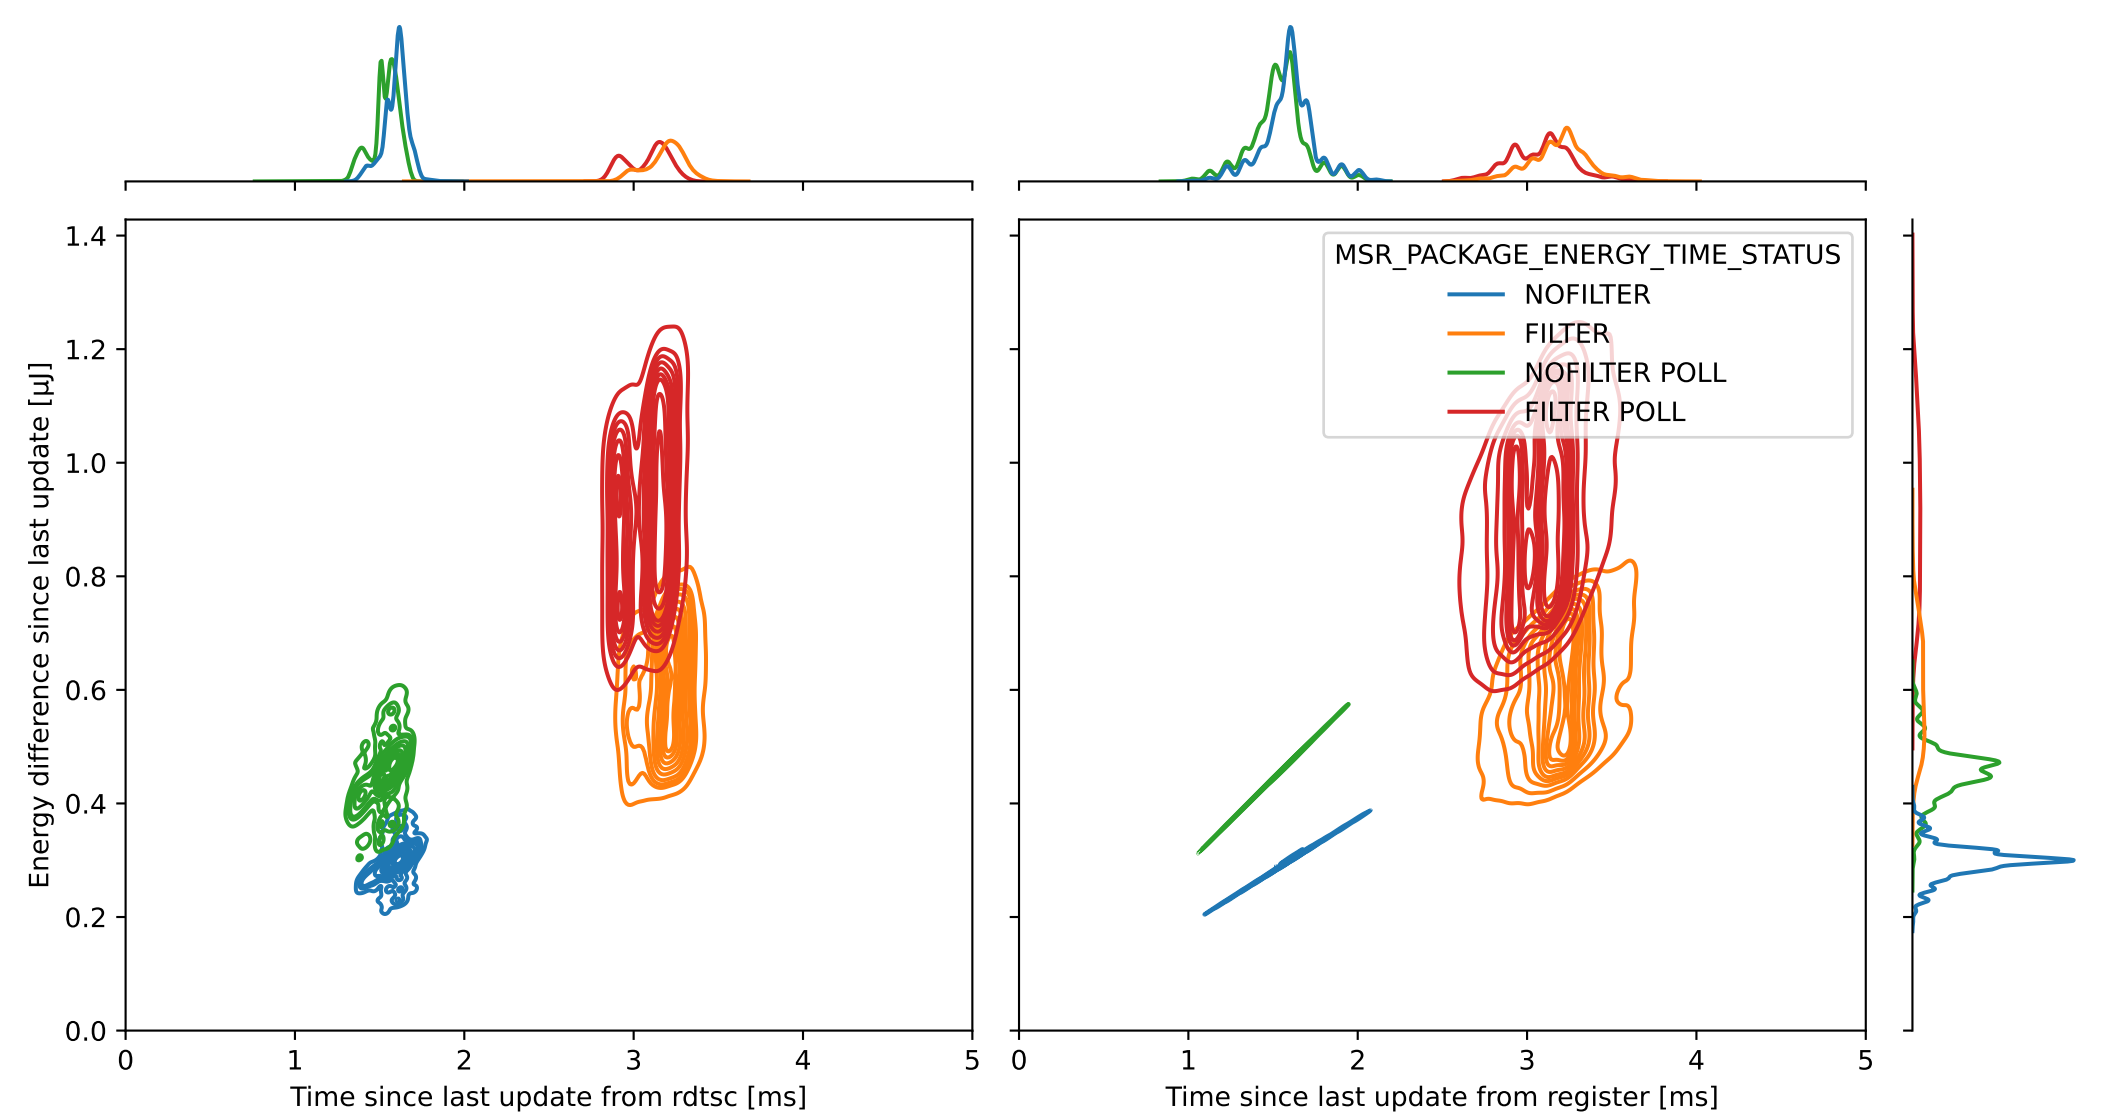 1.4
1.2
1.0
0.8
0.6
0.4
0.2
0.0
Energy difference since last update [µJ]
0 1 2 3 4 5
Time since last update from rdtsc [ms]
MSR_PACKAGE_ENERGY_TIME_STATUS
NOFILTER
FILTER
NOFILTER POLL
FILTER POLL
0 1 2 3 4 5
Time since last update from register [ms]